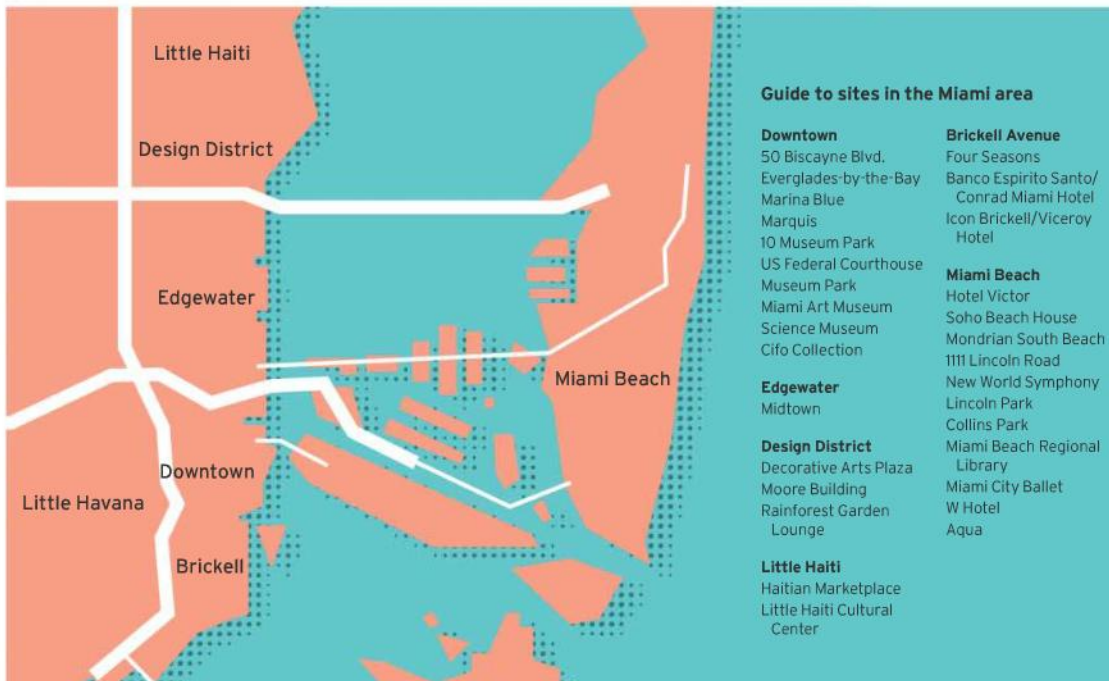 Little Haiti
Design District
Edgewater
Miami Beach
Downtown
Little Havana
Brickell
Guide to sites in the Miami area
Downtown
50 Biscayne Blvd.
Everglades-by-the-Bay
Marina Blue
Marquis
10 Museum Park
US Federal Courthouse
Museum Park
Miami Art Museum
Science Museum
Cifo Collection
Edgewater
Midtown
Design District
Decorative Arts Plaza
Moore Building
Rainforest Garden
Lounge
Little Haiti
Haitian Marketplace
Little Haiti Cultural
Center
Brickell Avenue
Four Seasons
Banco Espirito Santo/
Conrad Miami Hotel
Icon Brickell/Viceroy
Hotel
Miami Beach
Hotel Victor
Soho Beach House
Mondrian South Beach
1111 Lincoln Road
New World Symphony
Lincoln Park
Collins Park
Miami Beach Regional
Library
Miami City Ballet
W Hotel
Aqua